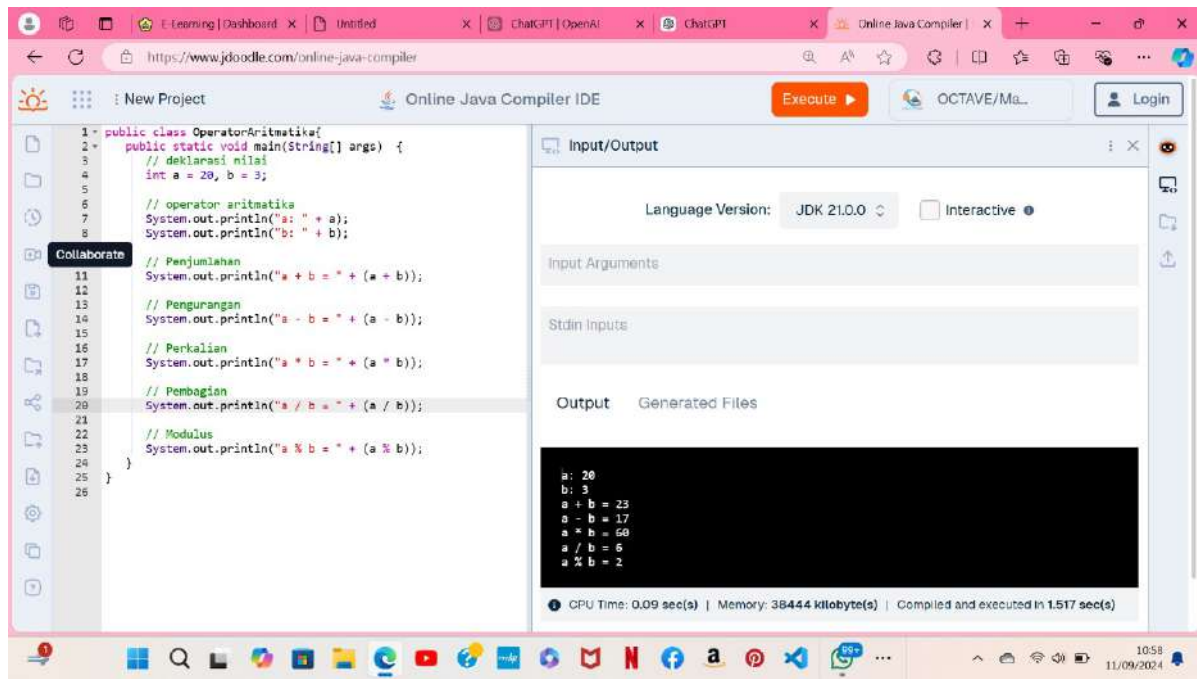 E-Learning | Dashboard
Untitled
ChatGPT | OpenAI
ChatGPT
Online Java Compiler |
https://www.jdoodle.com/online-java-compiler
New Project
Online Java Compiler IDE
Execute
OCTAVE/Ma...
Login
1 public class OperatorAritmatika{
2 public static void main(String[] args) {
3 // deklarasi nilai
4 int a = 20, b = 3;
5
6 // operator aritmatika
7 System.out.println("a: " + a);
8 System.out.println("b: " + b);
Collaborate
// Penjumlahan
11 System.out.println("a + b = " + (a + b));
12
13 // Pengurangan
14 System.out.println("a - b = " + (a - b));
15
16 // Perkalian
17 System.out.println("a * b = " + (a * b));
18
19 // Pembagian
20 System.out.println("a / b = " + (a / b));
21
22 // Modulus
23 System.out.println("a % b = " + (a % b));
24 }
25 }
26
Input/Output
Language Version: JDK 21.0.0 Interactive
Input Arguments
Stdin Inputs
Output Generated Files
a: 20
b: 3
a + b = 23
a - b = 17
a * b = 60
a / b = 6
a % b = 2
CPU Time: 0.09 sec(s) | Memory: 38444 kilobyte(s) | Compiled and executed in 1.517 sec(s)
99+
10:58
11/09/2024